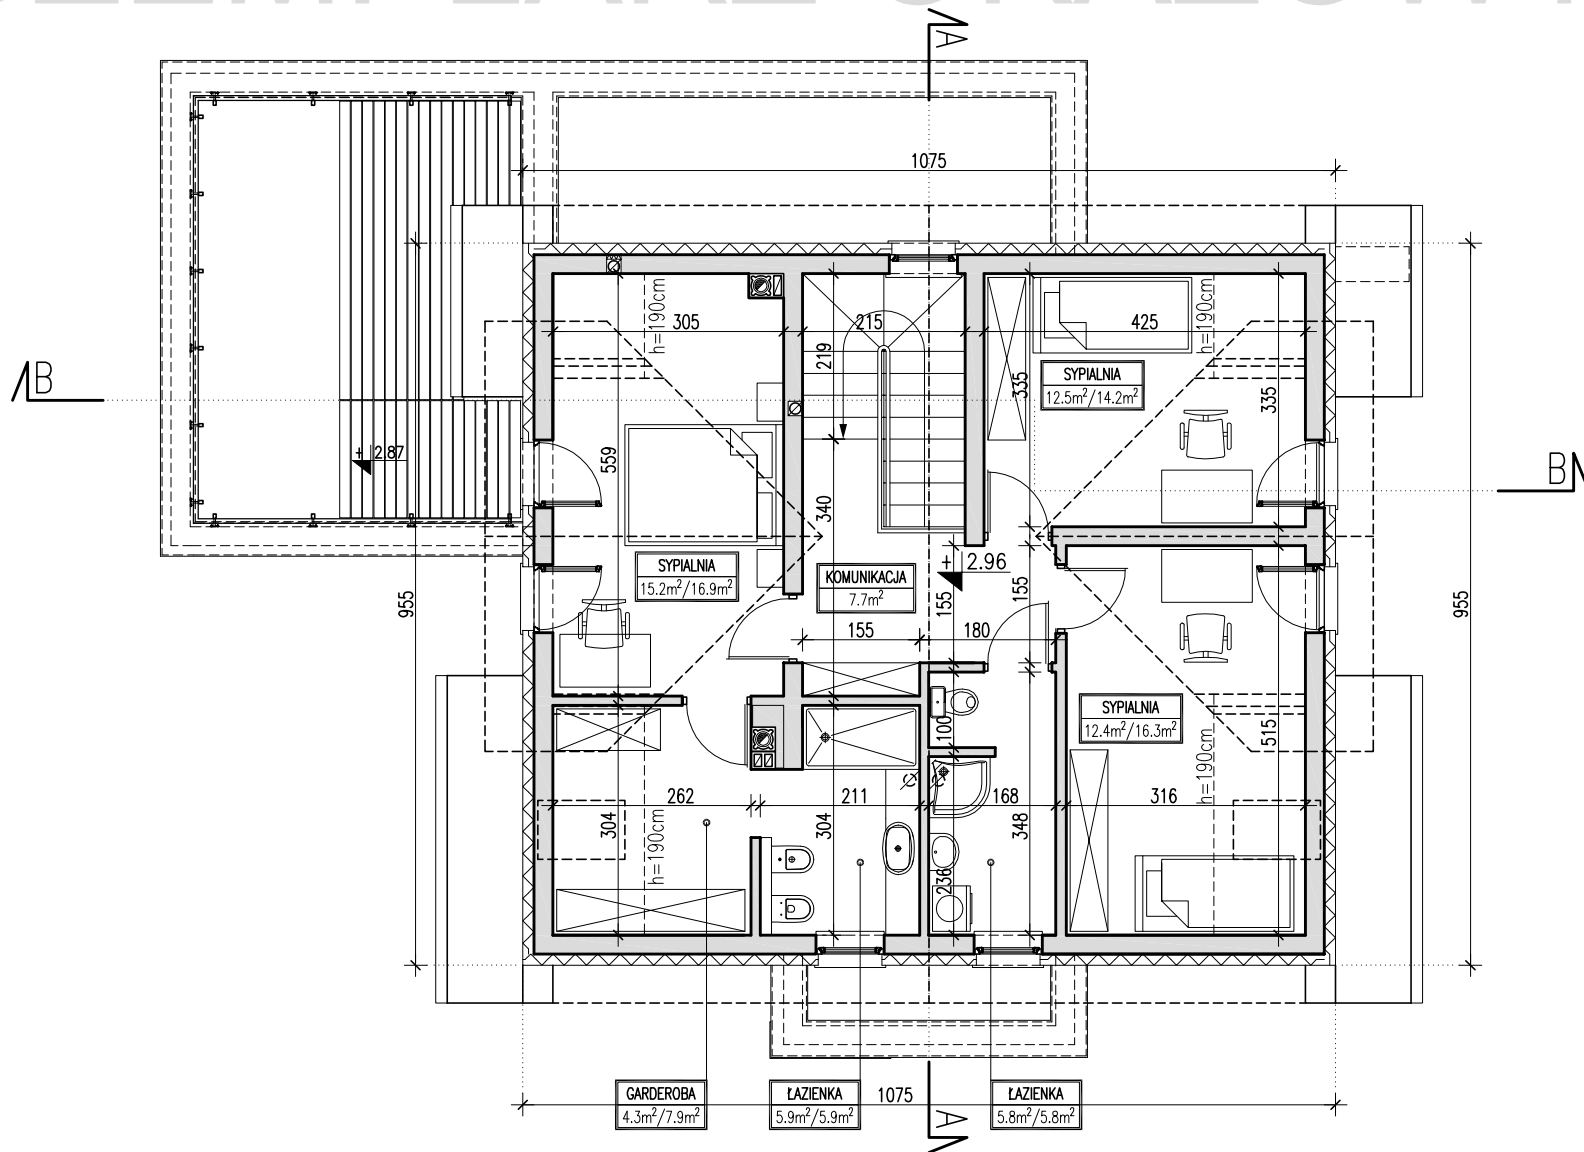 A
1075
h=190cm
305
215
425
h=190cm
219
335
335
SYPIALNIA
12.5m²/14.2m²
B
B
+ 2.87
559
340
SYPIALNIA
15.2m²/16.9m²
KOMUNIKACJA
7.7m²
+ 2.96
955
155
155
955
155
180
SYPIALNIA
12.4m²/16.3m²
100
515
h=190cm
262
211
168
316
304
h=190cm
304
348
236
GARDEROBA
4.3m²/7.9m²
ŁAZIENKA
5.9m²/5.9m²
1075
ŁAZIENKA
5.8m²/5.8m²
A